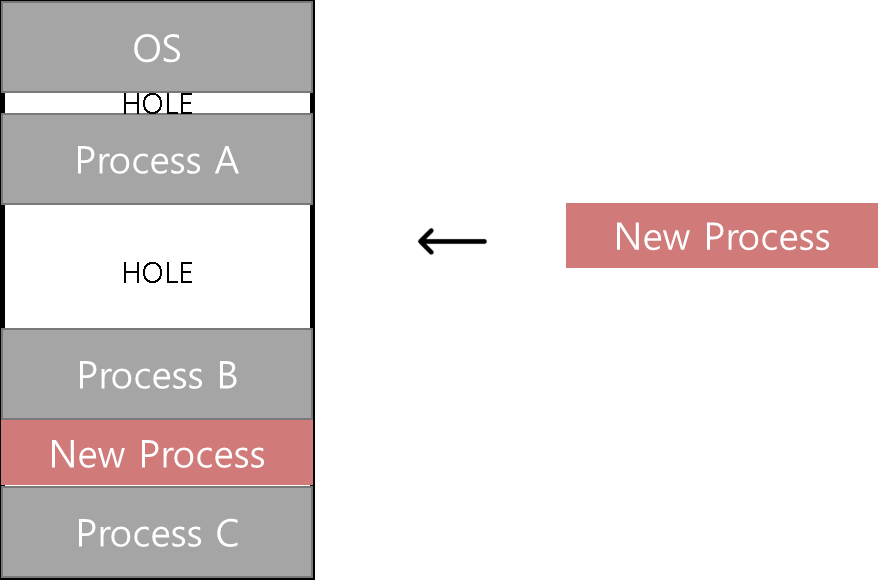 OS
HOLE
Process A
HOLE
New Process
Process B
New Process
Process C